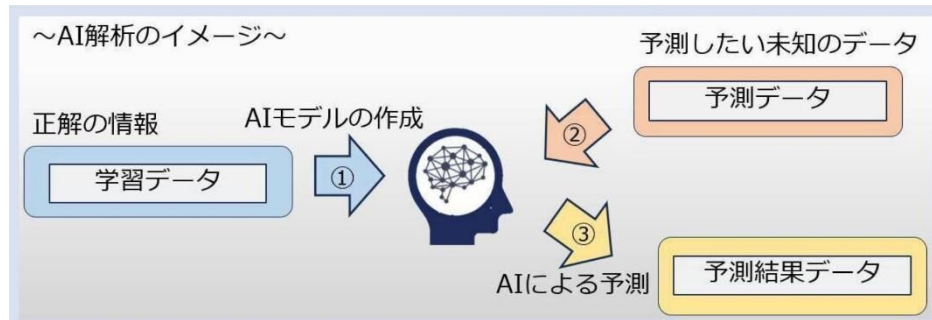 ～AI解析のイメージ～
正解の情報
学習データ
AIモデルの作成
①
予測したい未知のデータ
予測データ
②
③
AIによる予測
予測結果データ